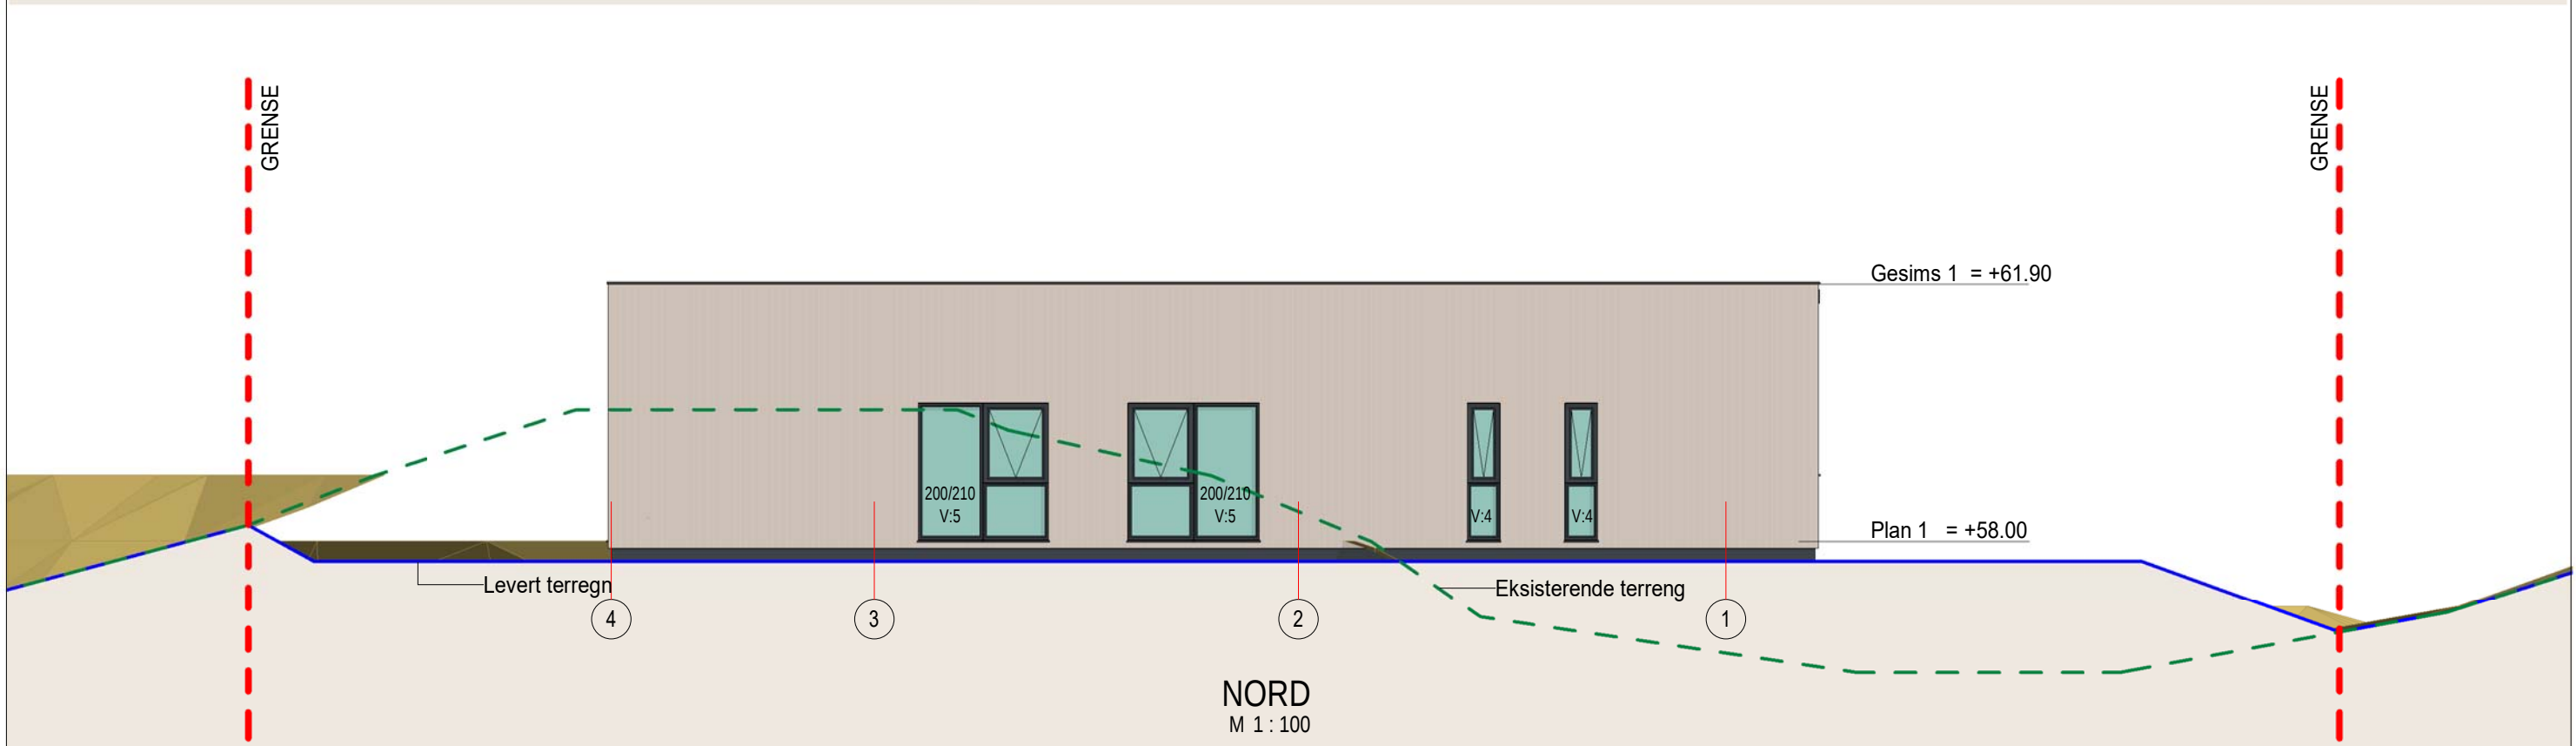 GRENSE
GRENSE
Gesims 1 = +61.90
200/210
V:5
200/210
V:5
V:4
V:4
Plan 1 = +58.00
Levert terregn
Eksisterende terreng
4
3
2
1
NORD
M 1 : 100